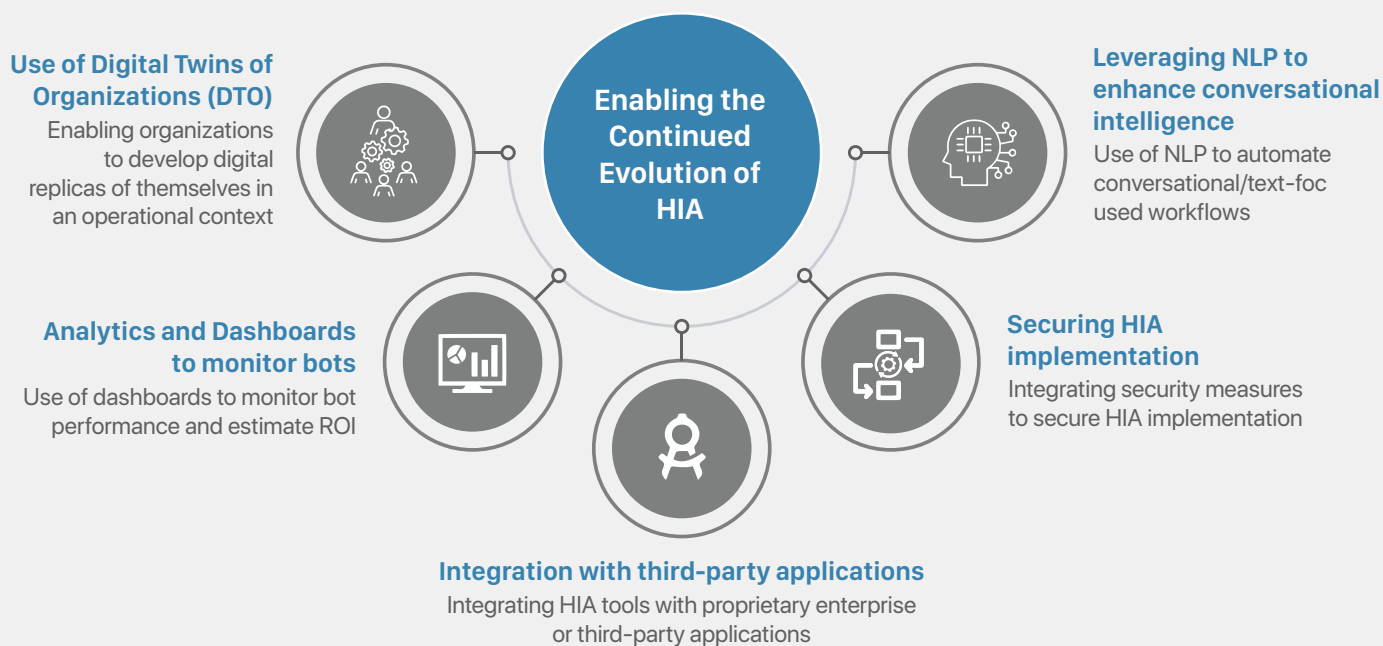 Enabling the
Continued
Evolution of
HIA
Use of Digital Twins of
Organizations (DTO)
Enabling organizations
to develop digital
replicas of themselves in
an operational context
Analytics and Dashboards
to monitor bots
Use of dashboards to monitor bot
performance and estimate ROI
Integration with third-party applications
Integrating HIA tools with proprietary enterprise
or third-party applications
Securing HIA
implementation
Integrating security measures
to secure HIA implementation
Leveraging NLP to
enhance conversational
intelligence
Use of NLP to automate
conversational/text-foc
used workflows